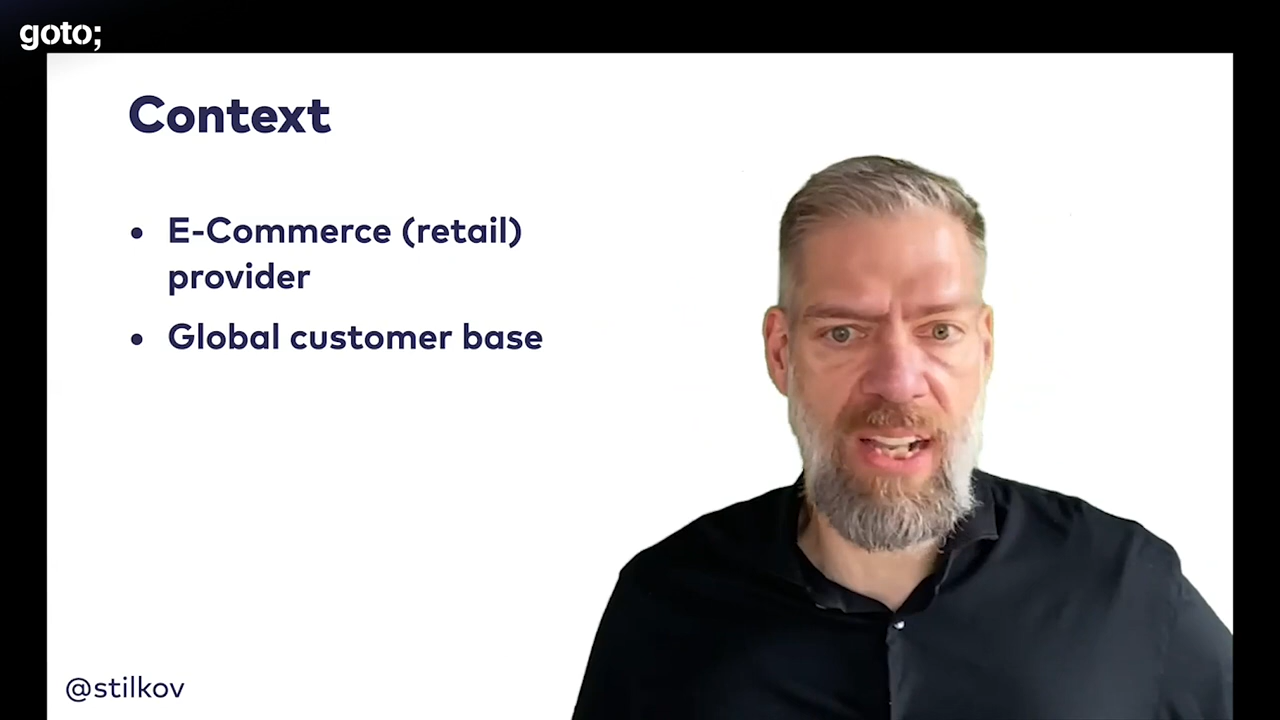 goto;
Context
• E-Commerce (retail)
provider
• Global customer base
@stilkov